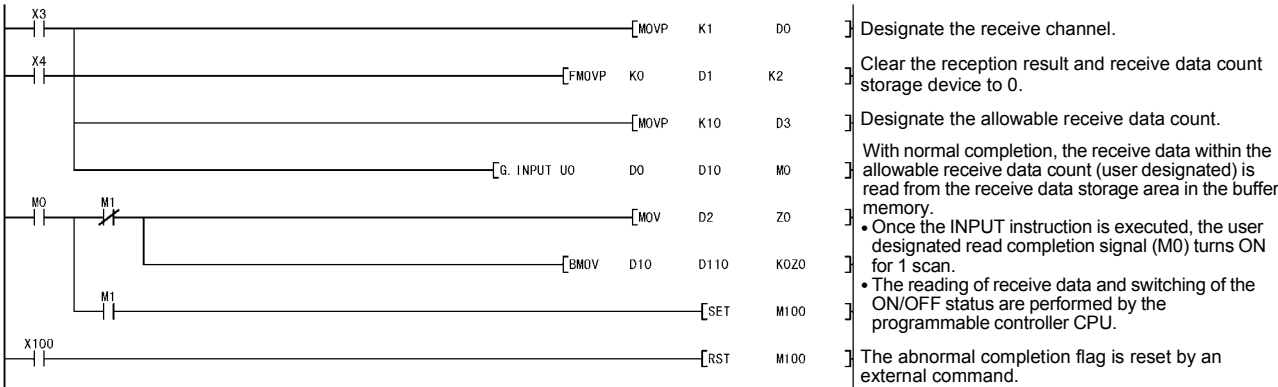 X3
[MOVP K1 D0 ]
Designate the receive channel.
X4
[FMOVP K0 D1 K2 ]
Clear the reception result and receive data count
storage device to 0.
[MOVP K10 D3 ]
Designate the allowable receive data count.
[G. INPUT U0 D0 D10 M0 ]
With normal completion, the receive data within the
allowable receive data count (user designated) is
read from the receive data storage area in the buffer
memory.
M0 M1
[MOV D2 Z0 ]
• Once the INPUT instruction is executed, the user
designated read completion signal (M0) turns ON
for 1 scan.
[BMOV D10 D110 K0Z0 ]
• The reading of receive data and switching of the
ON/OFF status are performed by the
programmable controller CPU.
M1
[SET M100 ]
X100
[RST M100 ]
The abnormal completion flag is reset by an
external command.